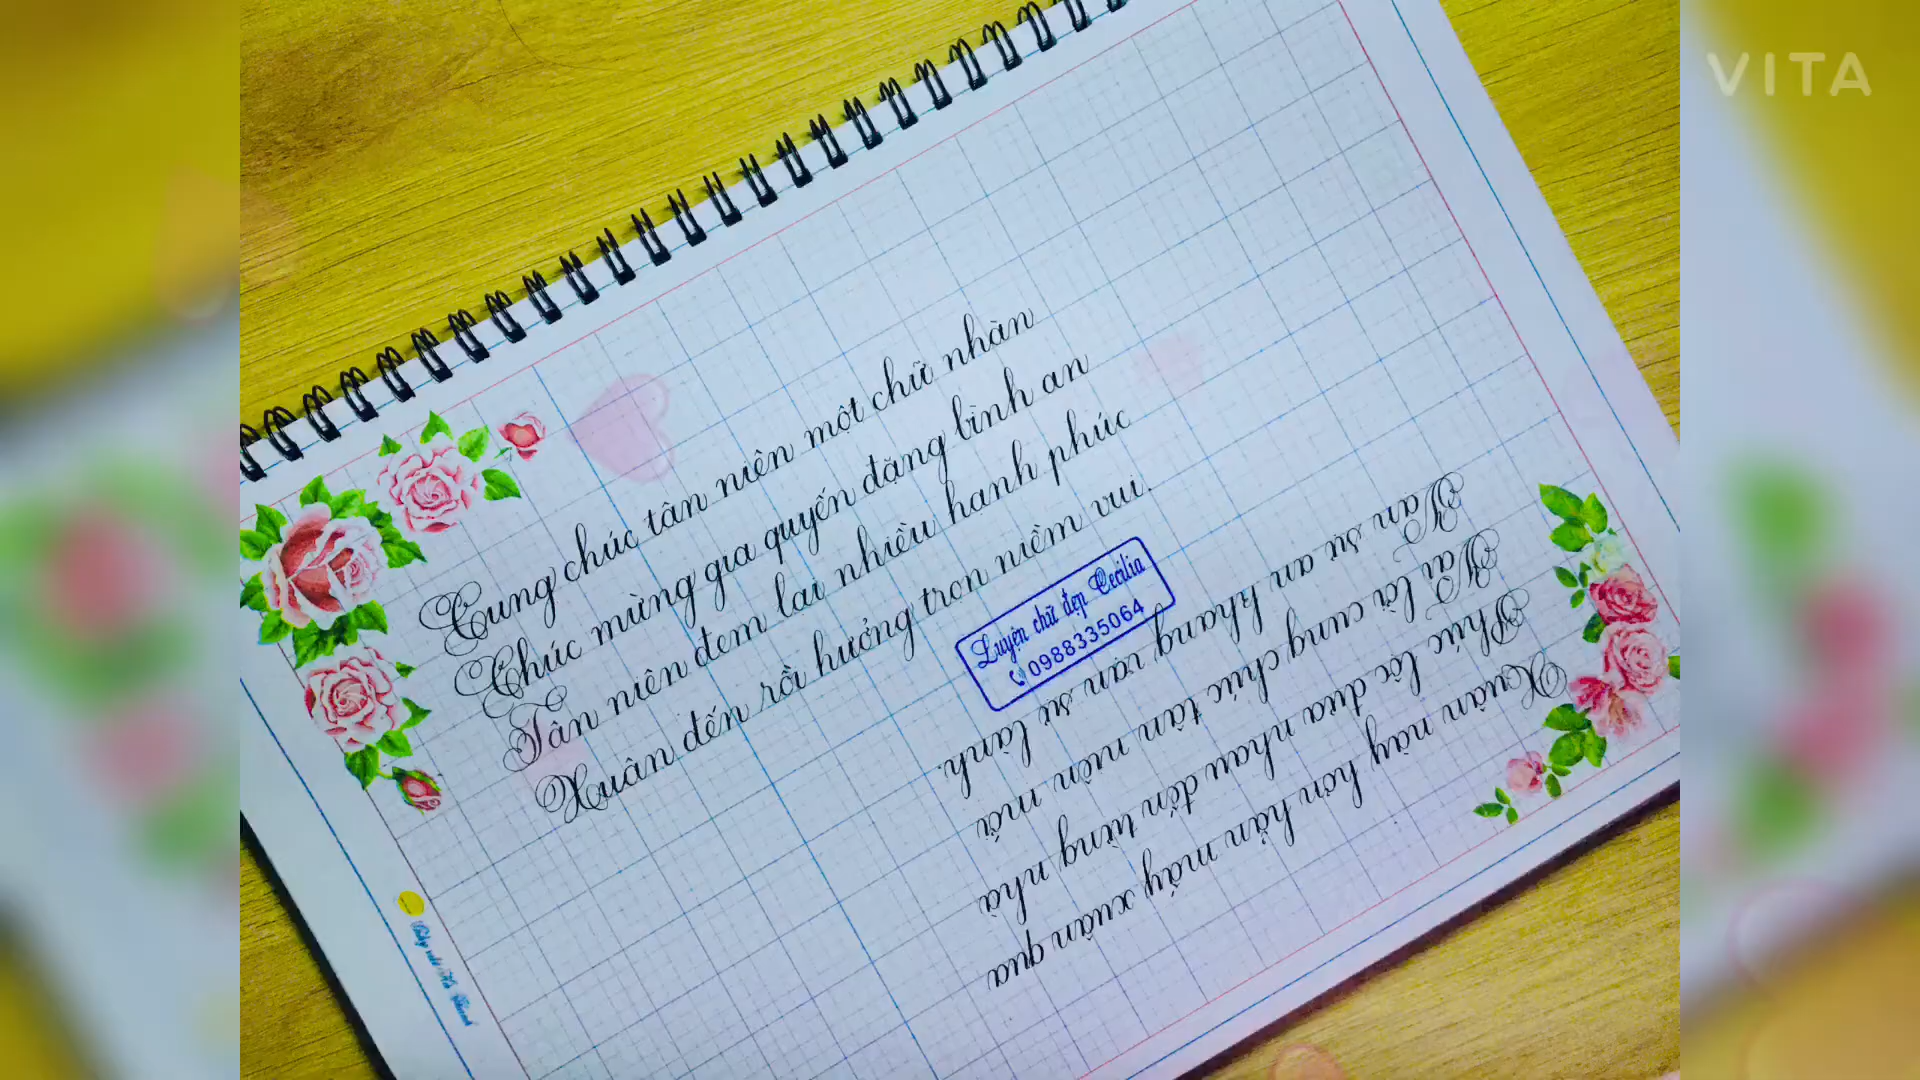 VITA
Cung chúc tân niên một chữ nhàn
Chúc mừng gia quyến đặng bình an
Tân niên đem lại nhiều hạnh phúc
Xuân đến rồi hưởng trọn niềm vui.
Luyện chữ đẹp Cecilia
0988335064
Xuân này hơn hẳn mấy xuân qua
Phúc lộc đưa nhau đến từng nhà
Vài lời cung chúc tân niên mới
Vạn sự an khang vạn sự lành.